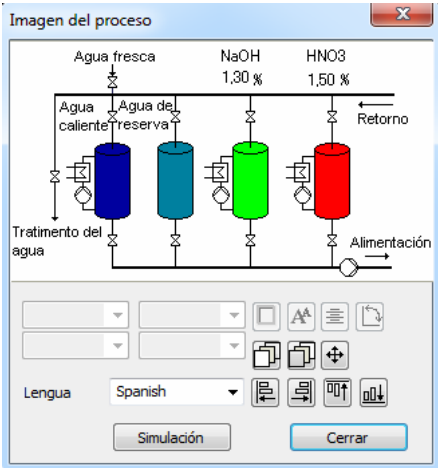 Imagen del proceso
Agua fresca
NaOH
HNO3
1,30 %
1,50 %
Agua caliente
Agua de reserva
Retorno
Tratimento del agua
Alimentación
Lengua
Spanish
Simulación
Cerrar